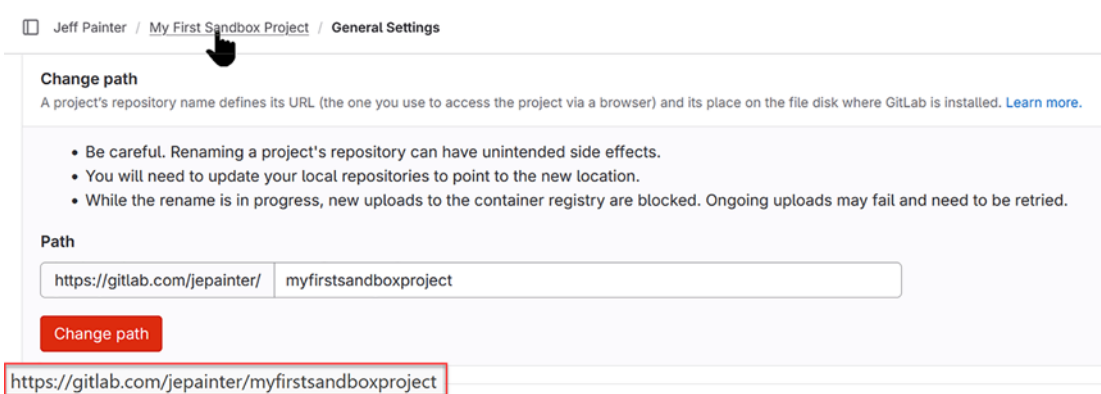 Jeff Painter / My First Sandbox Project / General Settings
Change path
A project's repository name defines its URL (the one you use to access the project via a browser) and its place on the file disk where GitLab is installed. Learn more.
• Be careful. Renaming a project's repository can have unintended side effects.
• You will need to update your local repositories to point to the new location.
• While the rename is in progress, new uploads to the container registry are blocked. Ongoing uploads may fail and need to be retried.
Path
https://gitlab.com/jepainter/ myfirstsandboxproject
Change path
https://gitlab.com/jepainter/myfirstsandboxproject